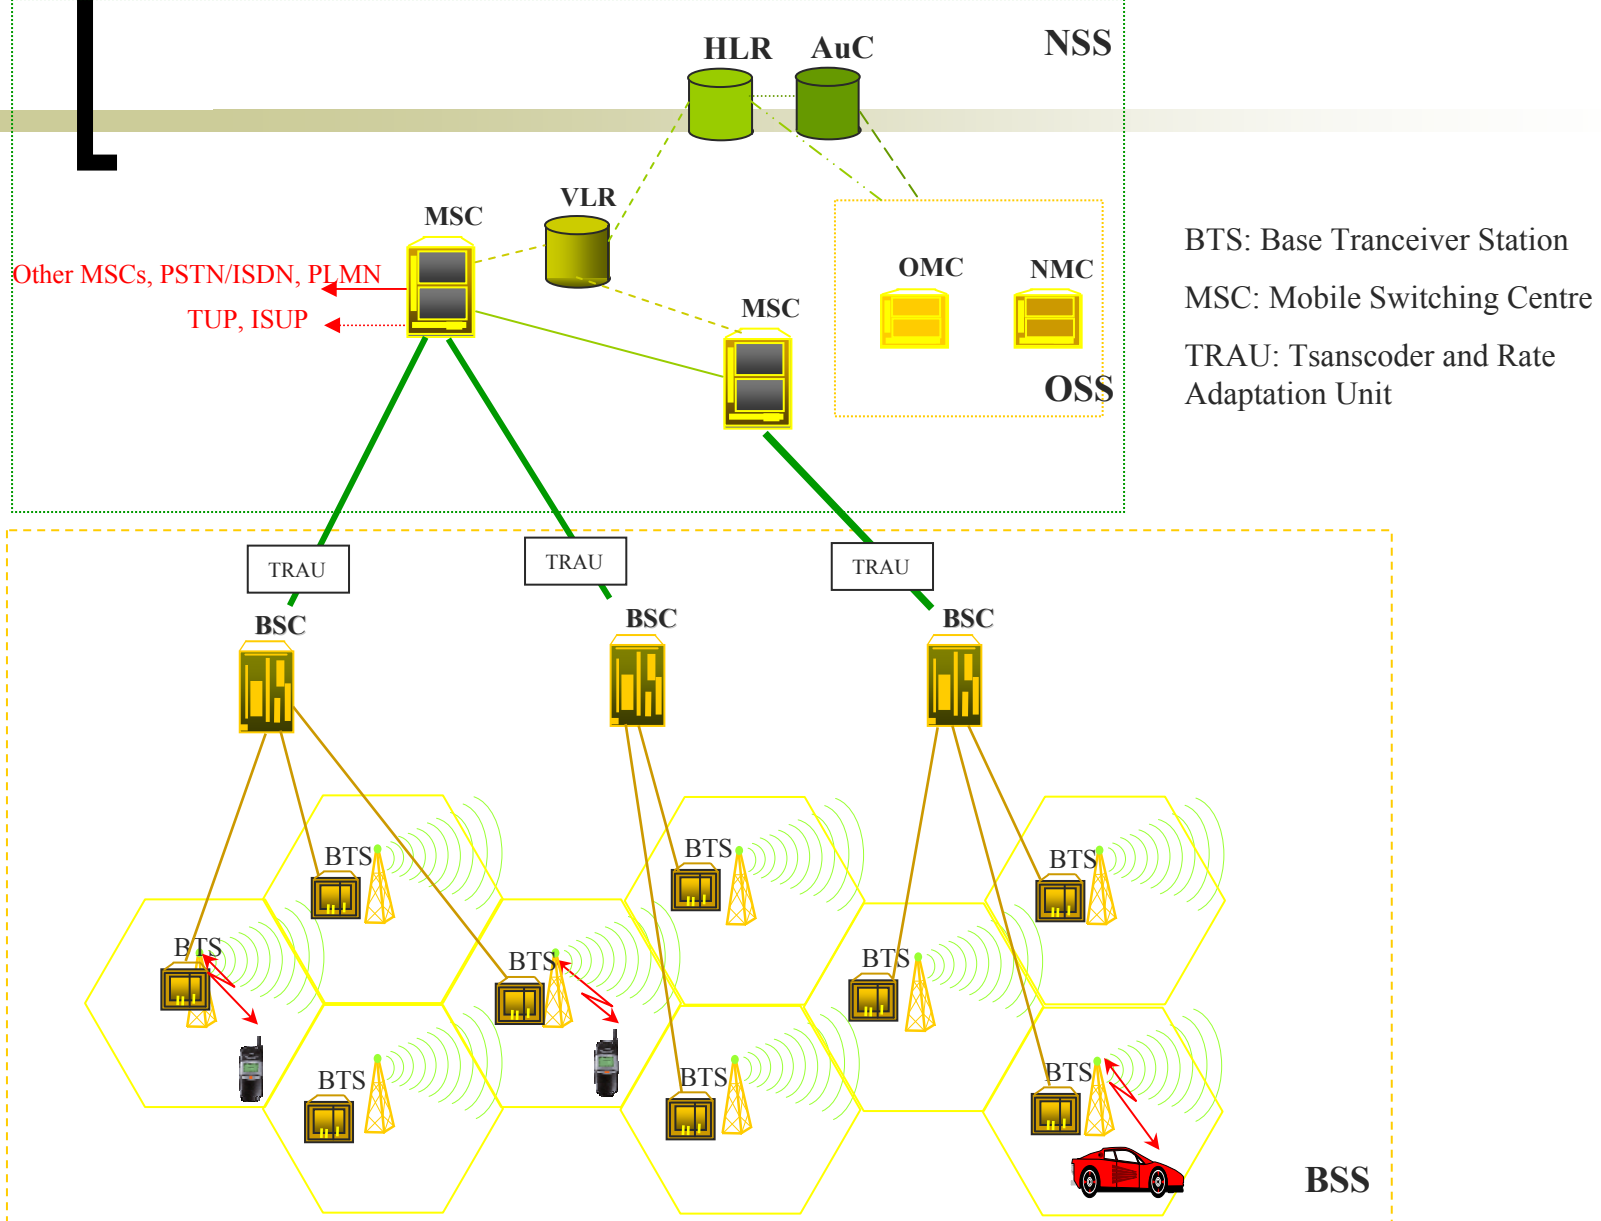 HLR
AuC
NSS
VLR
MSC
Other MSCs, PSTN/ISDN, PLMN
TUP, ISUP
MSC
OMC
NMC
OSS
BTS: Base Tranceiver Station
MSC: Mobile Switching Centre
TRAU: Tsanscoder and Rate
Adaptation Unit
TRAU
TRAU
TRAU
BSC
BSC
BSC
BTS
BTS
BTS
BTS
BTS
BTS
BTS
BTS
BTS
BSS